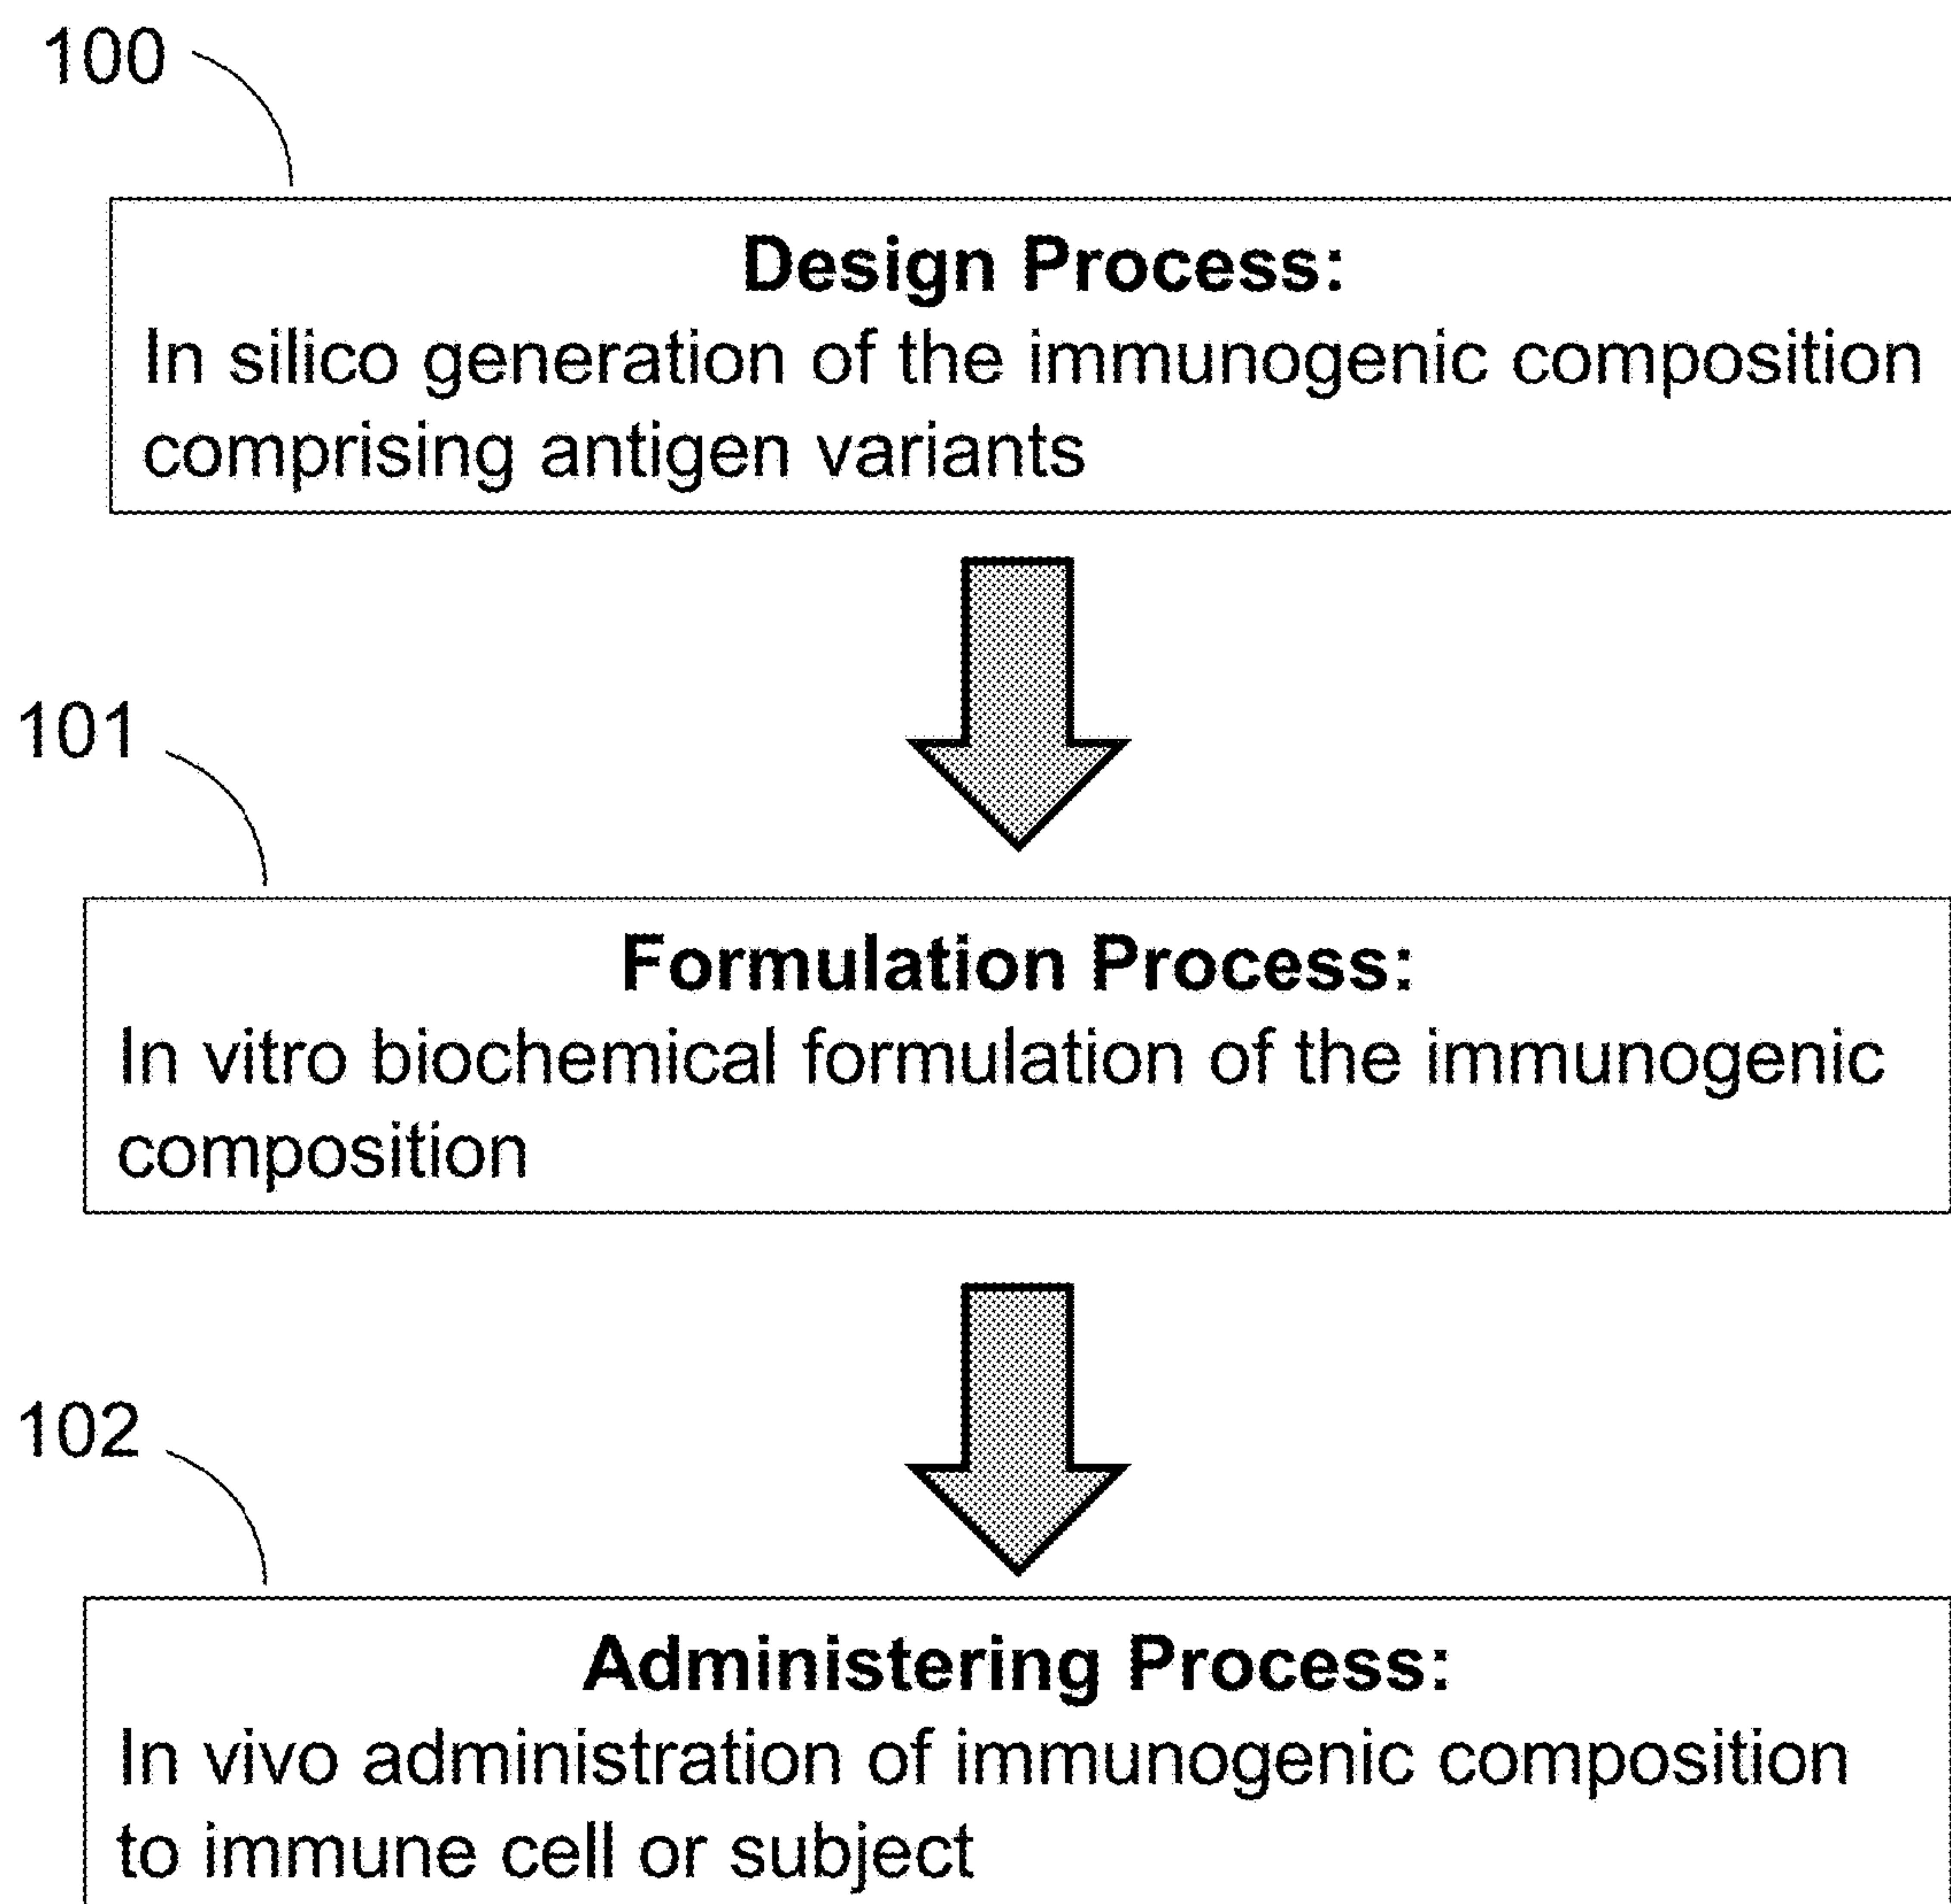 100
Design Process:
In silico generation of the immunogenic composition
comprising antigen variants
101
Formulation Process:
In vitro biochemical formulation of the immunogenic
composition
102
Administering Process:
In vivo administration of immunogenic composition
to immune cell or subject